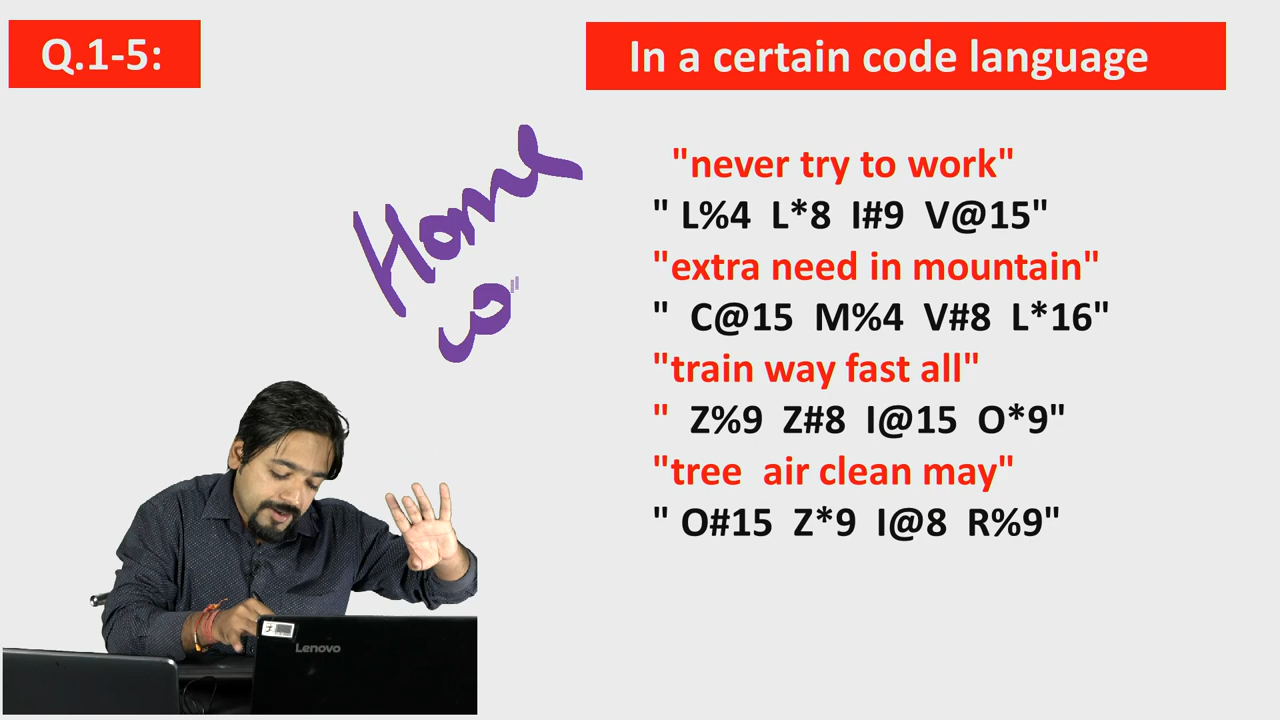 Q.1-5:
In a certain code language
"never try to work"
" L%4 L*8 I#9 V@15"
"extra need in mountain"
" C@15 M%4 V#8 L*16"
"train way fast all"
" Z%9 Z#8 I@15 O*9"
"tree air clean may"
" O#15 Z*9 I@8 R%9"
Home
Lenovo